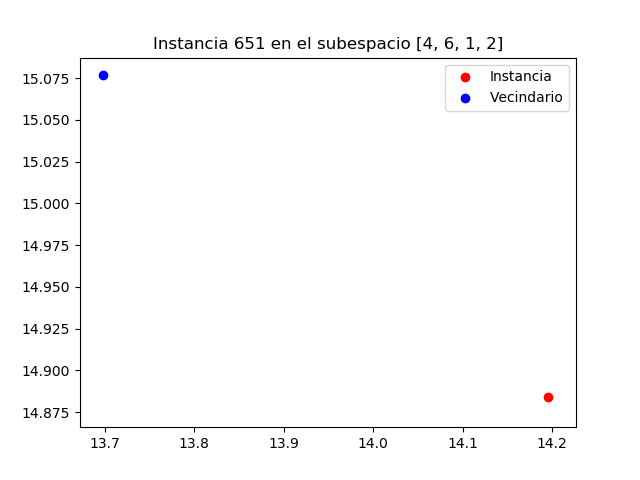 Instancia 651 en el subespacio [4, 6, 1, 2]
Instancia
Vecindario
15.075
15.050
15.025
15.000
14.975
14.950
14.925
14.900
14.875
13.7 13.8 13.9 14.0 14.1 14.2